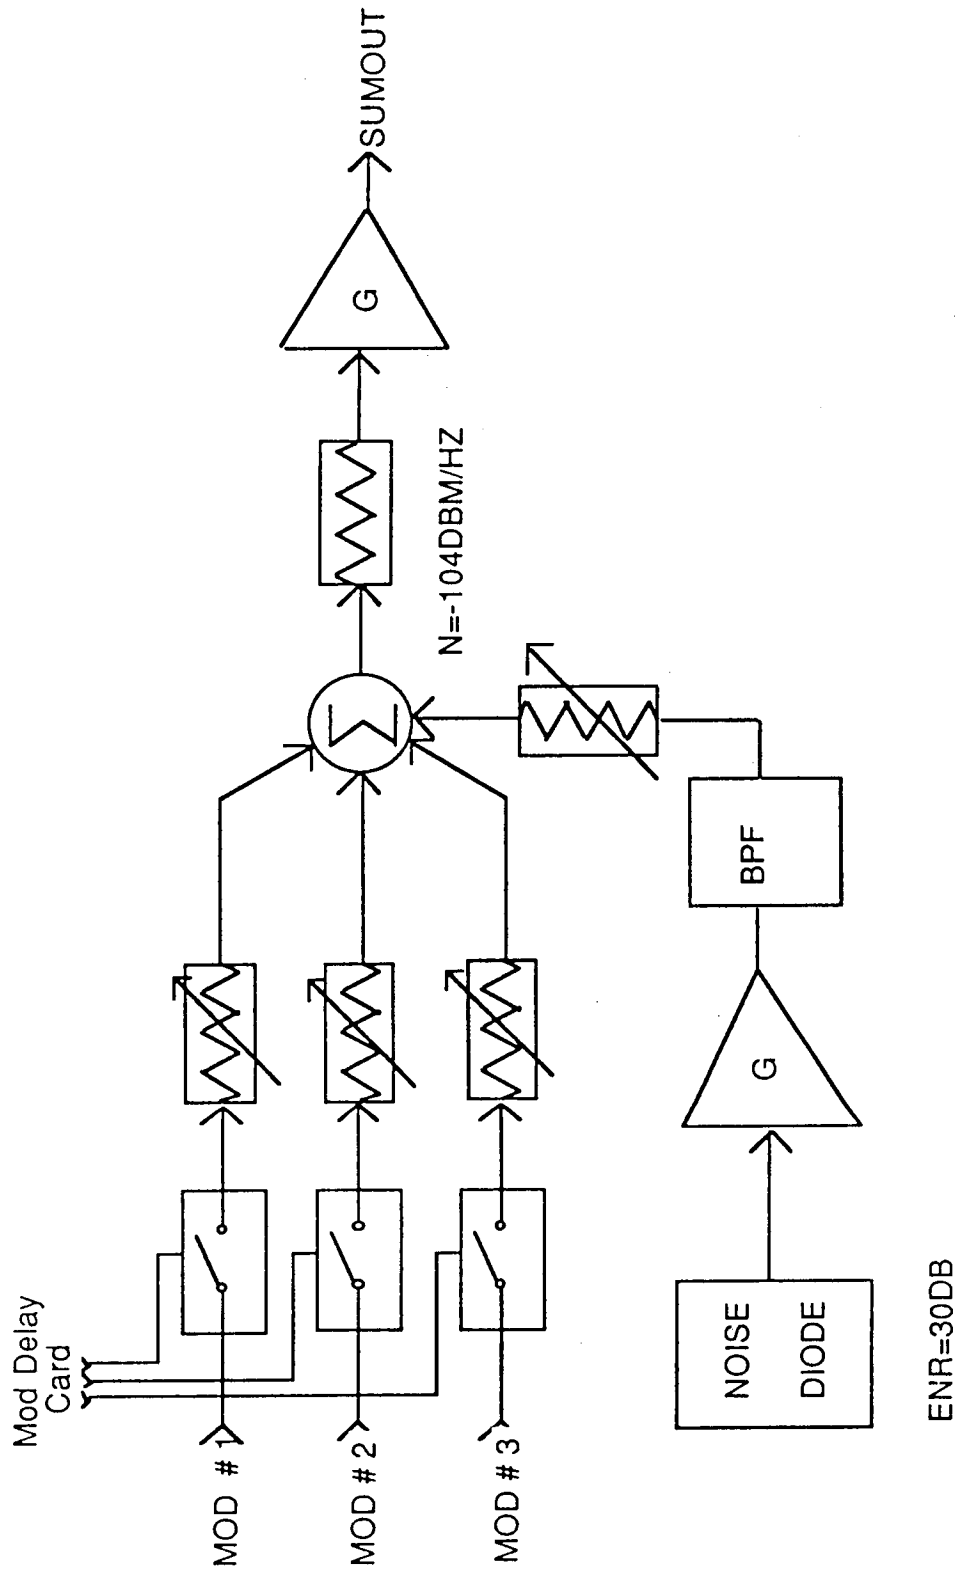 Mod Delay
Card
MOD # 1
MOD # 2
MOD # 3
Σ
G
SUMOUT
N=-104DBM/HZ
NOISE
DIODE
G
BPF
ENR=30DB